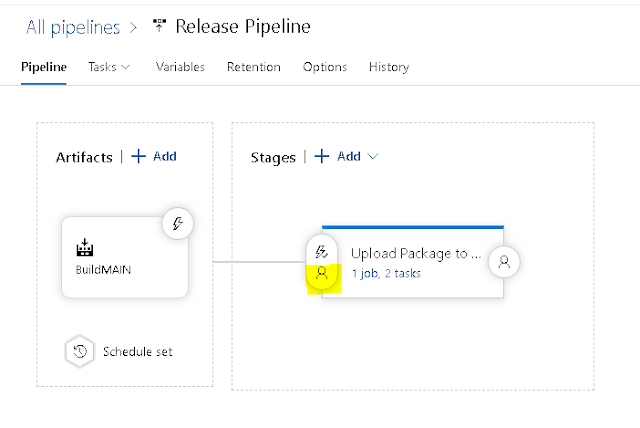 All pipelines > Release Pipeline
Pipeline Tasks Variables Retention Options History
Artifacts | + Add
Stages | + Add
BuildMAIN
Upload Package to ...
1 job, 2 tasks
Schedule set